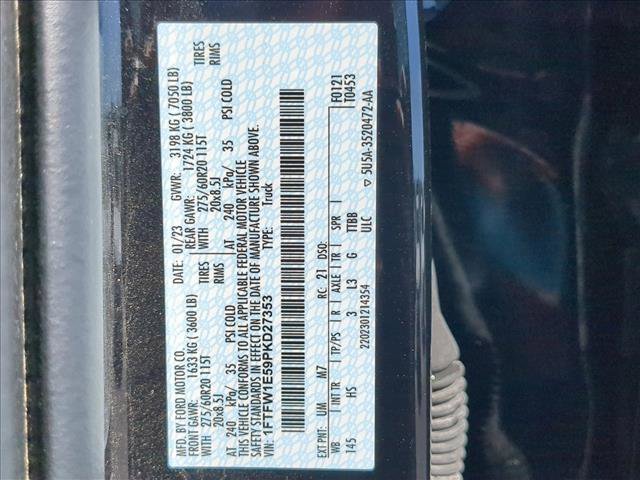 MFD. BY FORD MOTOR CO. DATE: 01/23 GVWR: 3198 KG ( 7050 LB)
FRONT GAWR: 1633 KG ( 3600 LB) REAR GAWR: 1724 KG ( 3800 LB)
WITH 275/60R20 115T TIRES WITH 275/60R20 115T TIRES
20x8.5J RIMS 20x8.5J RIMS
AT 240 kPa/ 35 PSI COLD AT 240 kPa/ 35 PSI COLD
THIS VEHICLE CONFORMS TO ALL APPLICABLE FEDERAL MOTOR VEHICLE
SAFETY STANDARDS IN EFFECT ON THE DATE OF MANUFACTURE SHOWN ABOVE.
VIN: 1FTFW1E59PKD27353 TYPE: Truck
F0121
T0453
EXT PNT: UM M7 RC: 21 DSO:
WB INT TR TP/PS R AXLE TR SPR
145 HS 3 L3 G TTBB
ULC
2202301214354 5U5A-3520472-AA